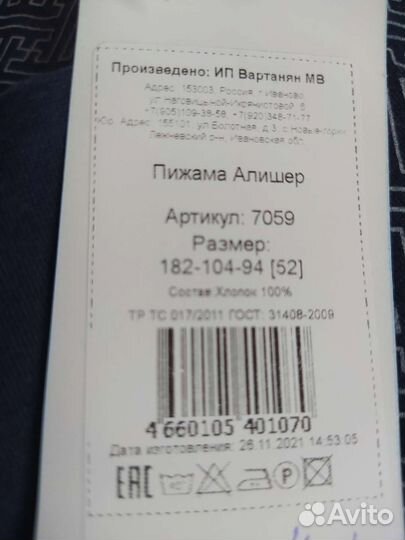 Произведено: ИП Вартанян МВ
Адрес: 153003, Россия, г.Иваново,
ул.Наговицыной-Икрянистовой, 6
+7(905)109-38-58, +7(920)348-71-77
Юр. Адрес: 155101, ул.Болотная, д.3, с.Новые-горки
Лежневский р-н, Ивановская обл.
Пижама Алишер
Артикул: 7059
Размер:
182-104-94 [52]
Состав:Хлопок 100%
ТР ТС 017/2011 ГОСТ: 31408-2009
4 660105 401070
Дата изготовления: 26.11.2021 14:53:05
EAC P
Avito